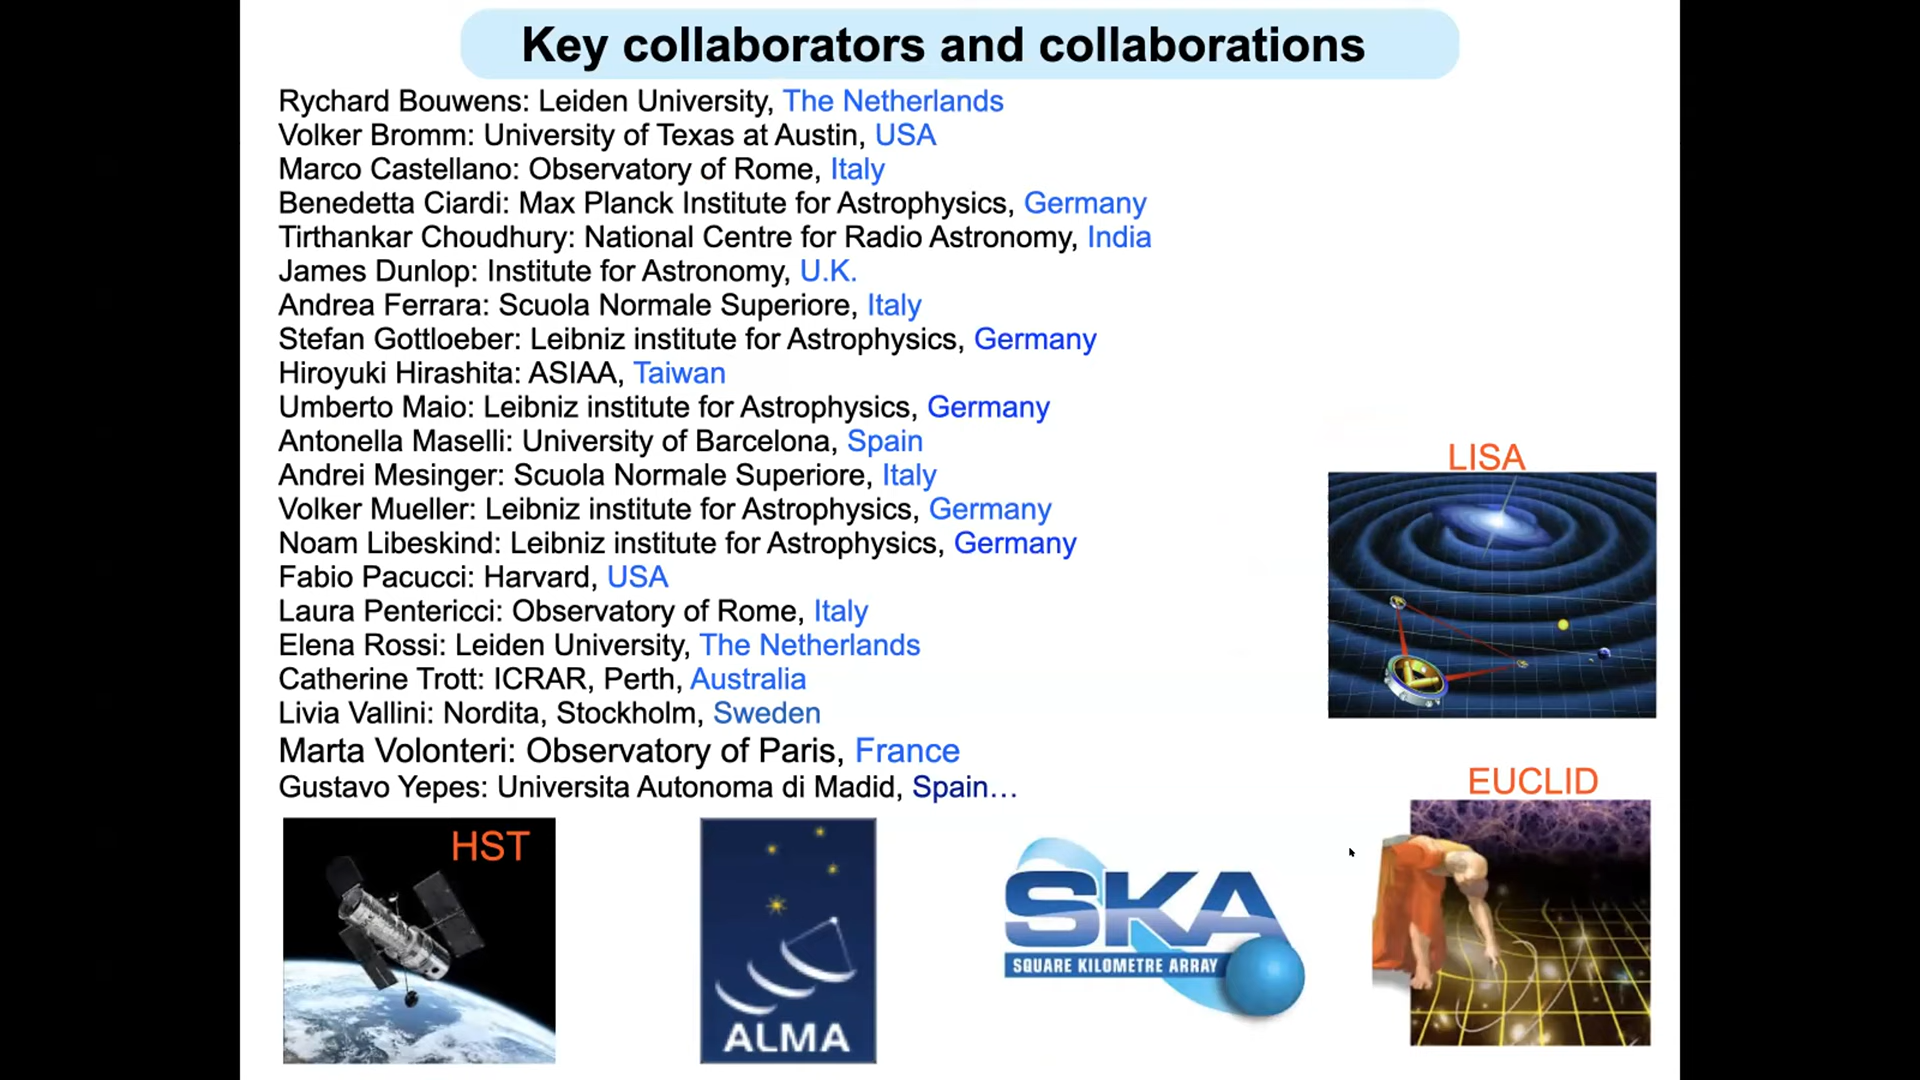 Key collaborators and collaborations
Rychard Bouwens: Leiden University, The Netherlands
Volker Bromm: University of Texas at Austin, USA
Marco Castellano: Observatory of Rome, Italy
Benedetta Ciardi: Max Planck Institute for Astrophysics, Germany
Tirthankar Choudhury: National Centre for Radio Astronomy, India
James Dunlop: Institute for Astronomy, U.K.
Andrea Ferrara: Scuola Normale Superiore, Italy
Stefan Gottloeber: Leibniz institute for Astrophysics, Germany
Hiroyuki Hirashita: ASIAA, Taiwan
Umberto Maio: Leibniz institute for Astrophysics, Germany
Antonella Maselli: University of Barcelona, Spain
Andrei Mesinger: Scuola Normale Superiore, Italy
Volker Mueller: Leibniz institute for Astrophysics, Germany
Noam Libeskind: Leibniz institute for Astrophysics, Germany
Fabio Pacucci: Harvard, USA
Laura Pentericci: Observatory of Rome, Italy
Elena Rossi: Leiden University, The Netherlands
Catherine Trott: ICRAR, Perth, Australia
Livia Vallini: Nordita, Stockholm, Sweden
Marta Volonteri: Observatory of Paris, France
Gustavo Yepes: Universita Autonoma di Madid, Spain…
LISA
EUCLID
HST
ALMA
SKA
SQUARE KILOMETRE ARRAY